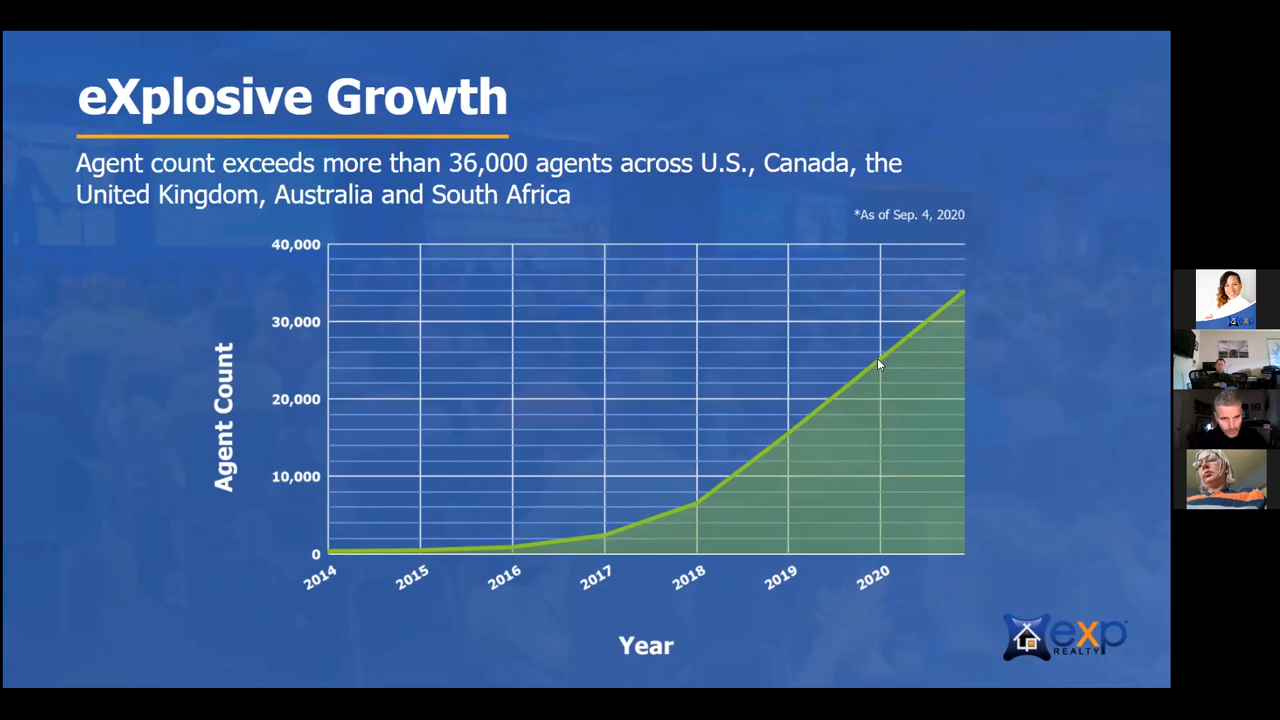 eXplosive Growth
Agent count exceeds more than 36,000 agents across U.S., Canada, the
United Kingdom, Australia and South Africa
*As of Sep. 4, 2020
40,000
30,000
20,000
10,000
0
Agent Count
2014
2015
2016
2017
2018
2019
2020
Year
eXp
REALTY
eXp